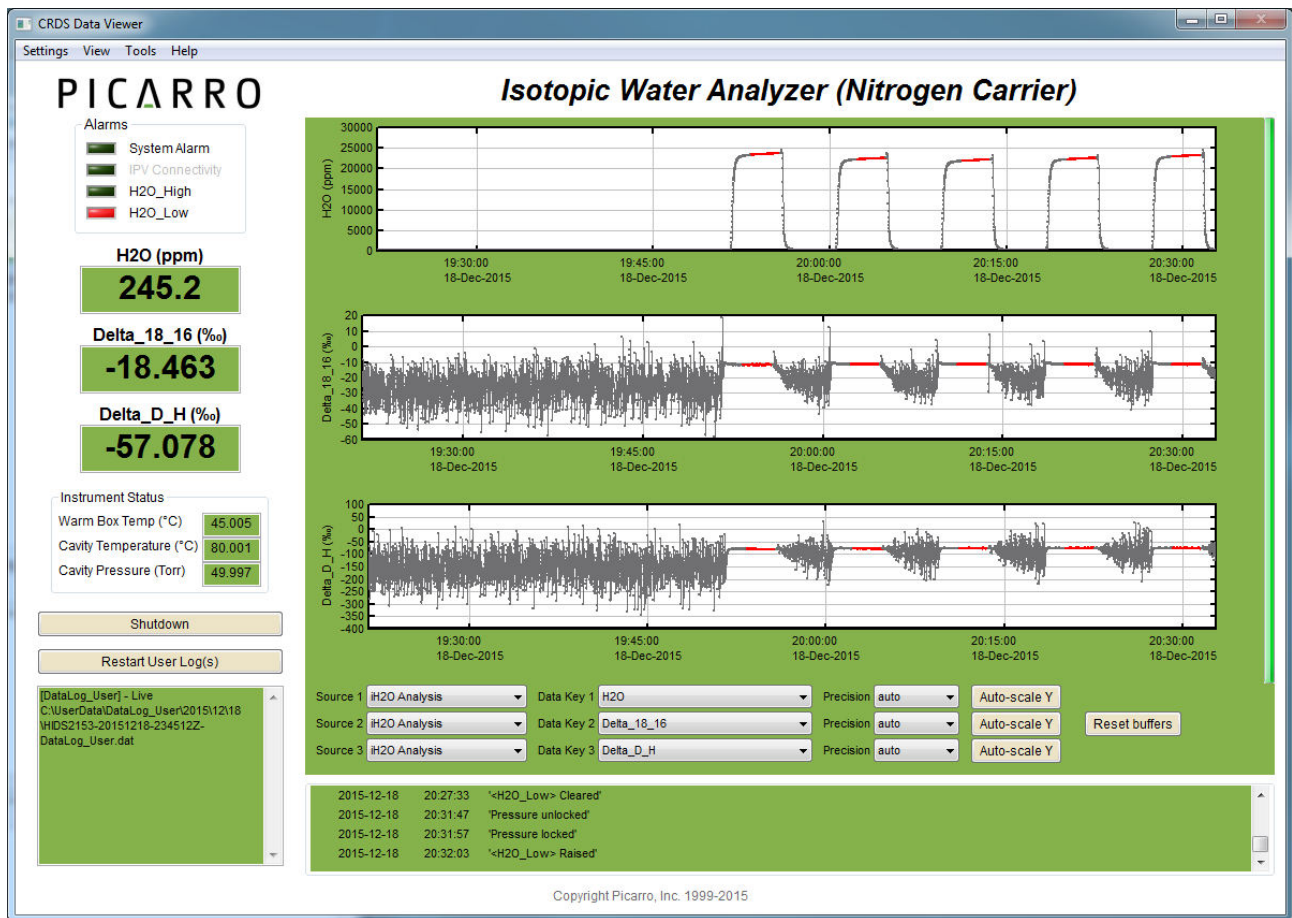 CRDS Data Viewer
Settings View Tools Help
PICARRO
Isotopic Water Analyzer (Nitrogen Carrier)
Alarms
System Alarm
IPV Connectivity
H2O_High
H2O_Low
H2O (ppm)
245.2
Delta_18_16 (‰)
-18.463
Delta_D_H (‰)
-57.078
Instrument Status
Warm Box Temp (°C) 45.005
Cavity Temperature (°C) 80.001
Cavity Pressure (Torr) 49.997
Shutdown
Restart User Log(s)
[DataLog_User] - Live
C:\UserData\DataLog_User\2015\12\18
\HIDS2153-20151218-234512Z-
DataLog_User.dat
H2O (ppm)
30000
25000
20000
15000
10000
5000
0
19:30:00 19:45:00 20:00:00 20:15:00 20:30:00
18-Dec-2015 18-Dec-2015 18-Dec-2015 18-Dec-2015 18-Dec-2015
Delta_18_16 (‰)
20
10
0
-10
-20
-30
-40
-50
-60
19:30:00 19:45:00 20:00:00 20:15:00 20:30:00
18-Dec-2015 18-Dec-2015 18-Dec-2015 18-Dec-2015 18-Dec-2015
Delta_D_H (‰)
100
50
0
-50
-100
-150
-200
-250
-300
-350
-400
19:30:00 19:45:00 20:00:00 20:15:00 20:30:00
18-Dec-2015 18-Dec-2015 18-Dec-2015 18-Dec-2015 18-Dec-2015
Source 1 iH2O Analysis Data Key 1 H2O Precision auto Auto-scale Y
Source 2 iH2O Analysis Data Key 2 Delta_18_16 Precision auto Auto-scale Y Reset buffers
Source 3 iH2O Analysis Data Key 3 Delta_D_H Precision auto Auto-scale Y
2015-12-18 20:27:33 '<H2O_Low> Cleared'
2015-12-18 20:31:47 'Pressure unlocked'
2015-12-18 20:31:57 'Pressure locked'
2015-12-18 20:32:03 '<H2O_Low> Raised'
Copyright Picarro, Inc. 1999-2015